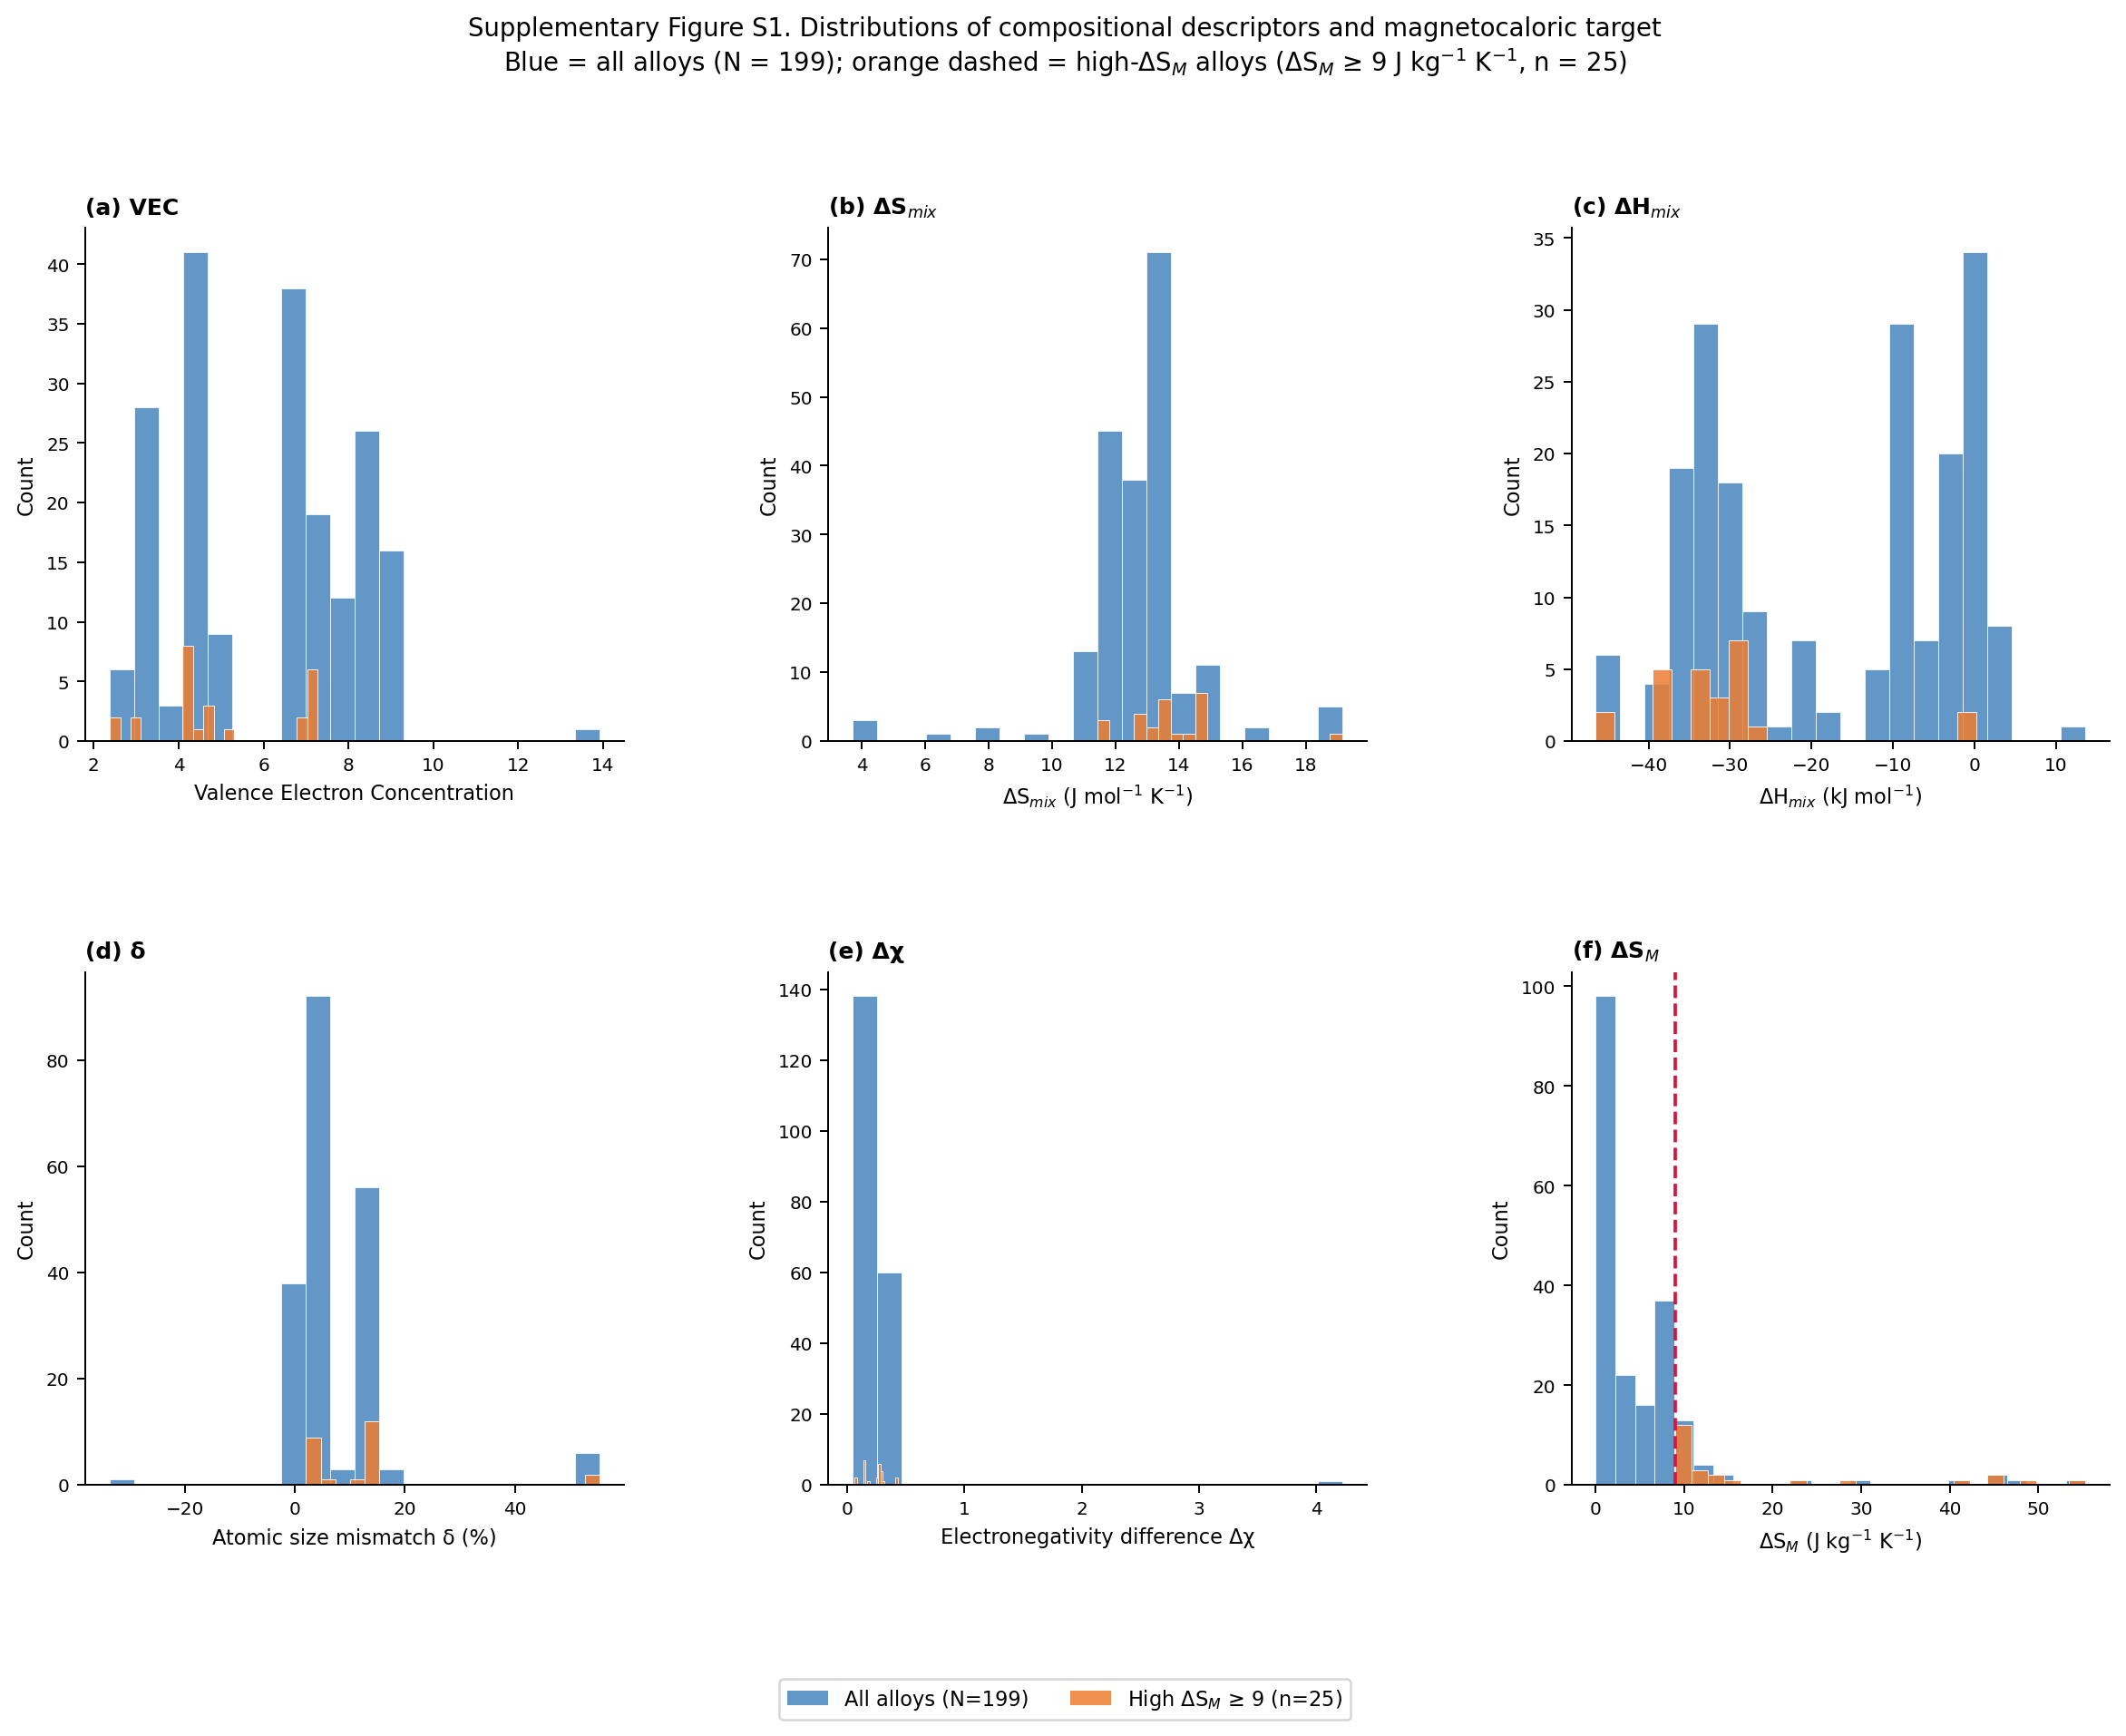 Supplementary Figure S1. Distributions of compositional descriptors and magnetocaloric target
Blue = all alloys (N = 199); orange dashed = high-ΔS_M alloys (ΔS_M ≥ 9 J kg⁻¹ K⁻¹, n = 25)
(a) VEC
Count
0
5
10
15
20
25
30
35
40
2 4 6 8 10 12 14
Valence Electron Concentration
(b) ΔS_mix
Count
0
10
20
30
40
50
60
70
4 6 8 10 12 14 16 18
ΔS_mix (J mol⁻¹ K⁻¹)
(c) ΔH_mix
Count
0
5
10
15
20
25
30
35
−40 −30 −20 −10 0 10
ΔH_mix (kJ mol⁻¹)
(d) δ
Count
0
20
40
60
80
−20 0 20 40
Atomic size mismatch δ (%)
(e) Δχ
Count
0
20
40
60
80
100
120
140
0 1 2 3 4
Electronegativity difference Δχ
(f) ΔS_M
Count
0
20
40
60
80
100
0 10 20 30 40 50
ΔS_M (J kg⁻¹ K⁻¹)
All alloys (N=199)
High ΔS_M ≥ 9 (n=25)